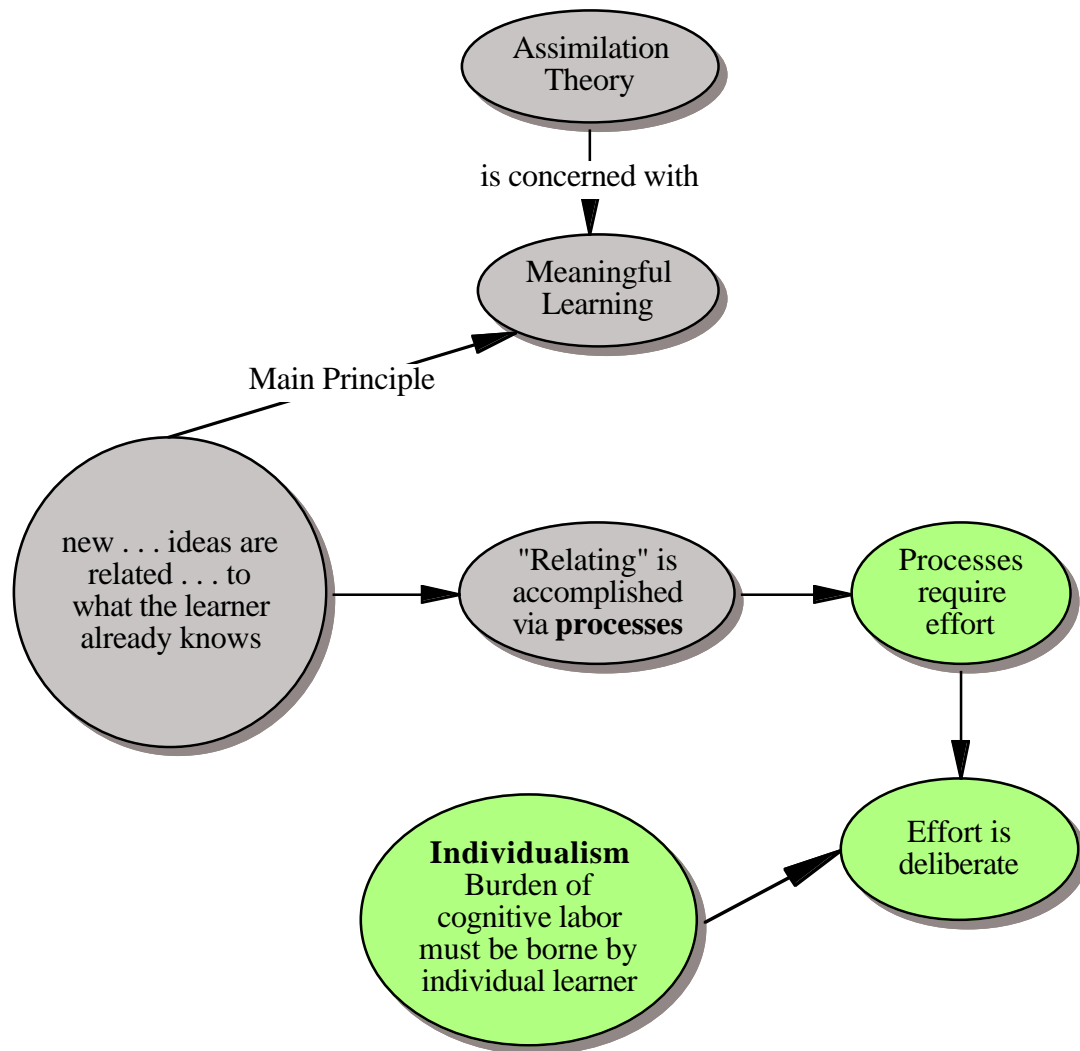 Assimilation
Theory
is concerned with
Meaningful
Learning
Main Principle
new . . . ideas are
related . . . to
what the learner
already knows
"Relating" is
accomplished
via processes
Processes
require
effort
Effort is
deliberate
Individualism
Burden of
cognitive labor
must be borne by
individual learner